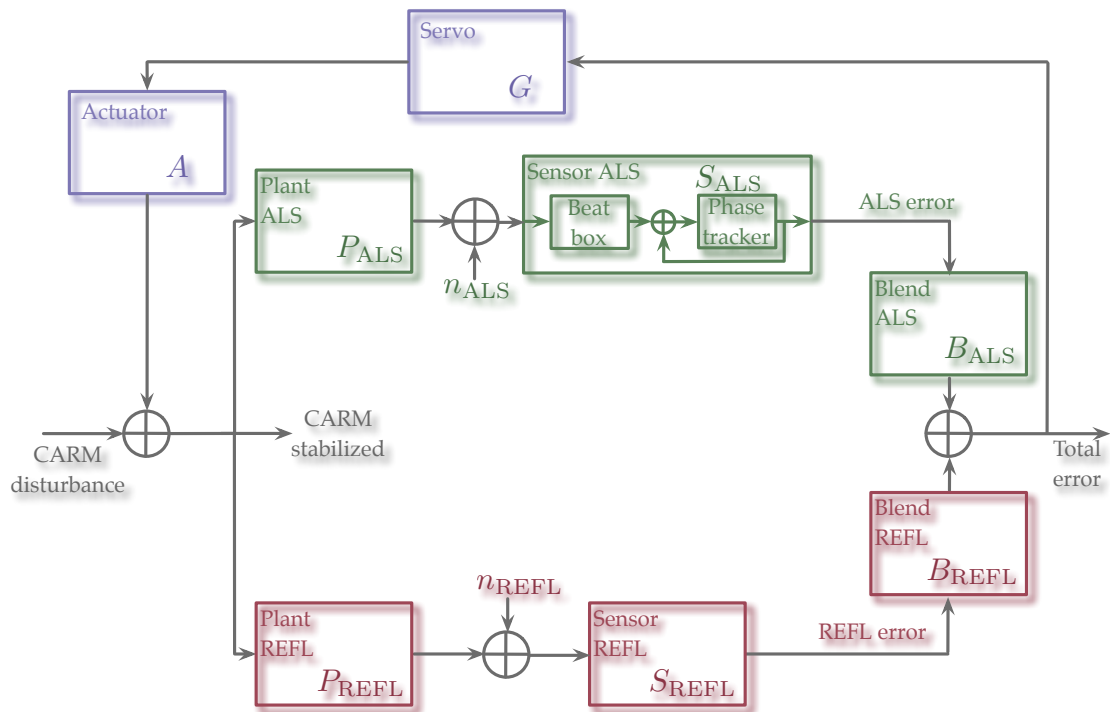 Servo
G
Actuator
A
Plant
ALS
P_ALS
n_ALS
Sensor ALS
S_ALS
Beat
box
Phase
tracker
ALS error
Blend
ALS
B_ALS
CARM
disturbance
CARM
stabilized
Total
error
Blend
REFL
B_REFL
n_REFL
Plant
REFL
P_REFL
Sensor
REFL
S_REFL
REFL error